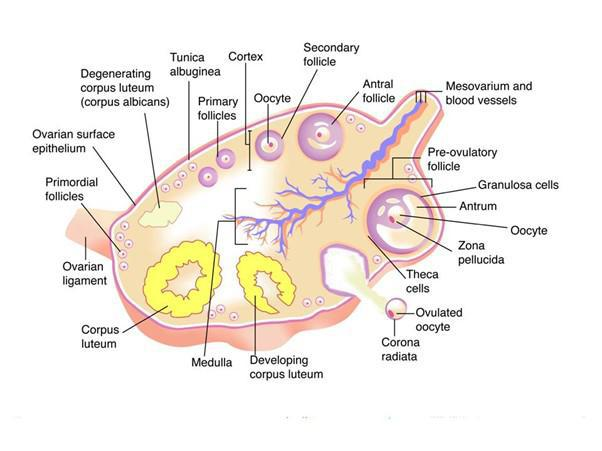 Secondary
follicle
Tunica
albuginea
Cortex
Degenerating
corpus luteum
(corpus albicans)
Antral
follicle
Mesovarium and
blood vessels
Primary
follicles
Oocyte
Ovarian surface
epithelium
Pre-ovulatory
follicle
Primordial
follicles
Granulosa cells
Antrum
Oocyte
Zona
pellucida
Ovarian
ligament
Theca
cells
Ovulated
oocyte
Corpus
luteum
Corona
radiata
Medulla
Developing
corpus luteum